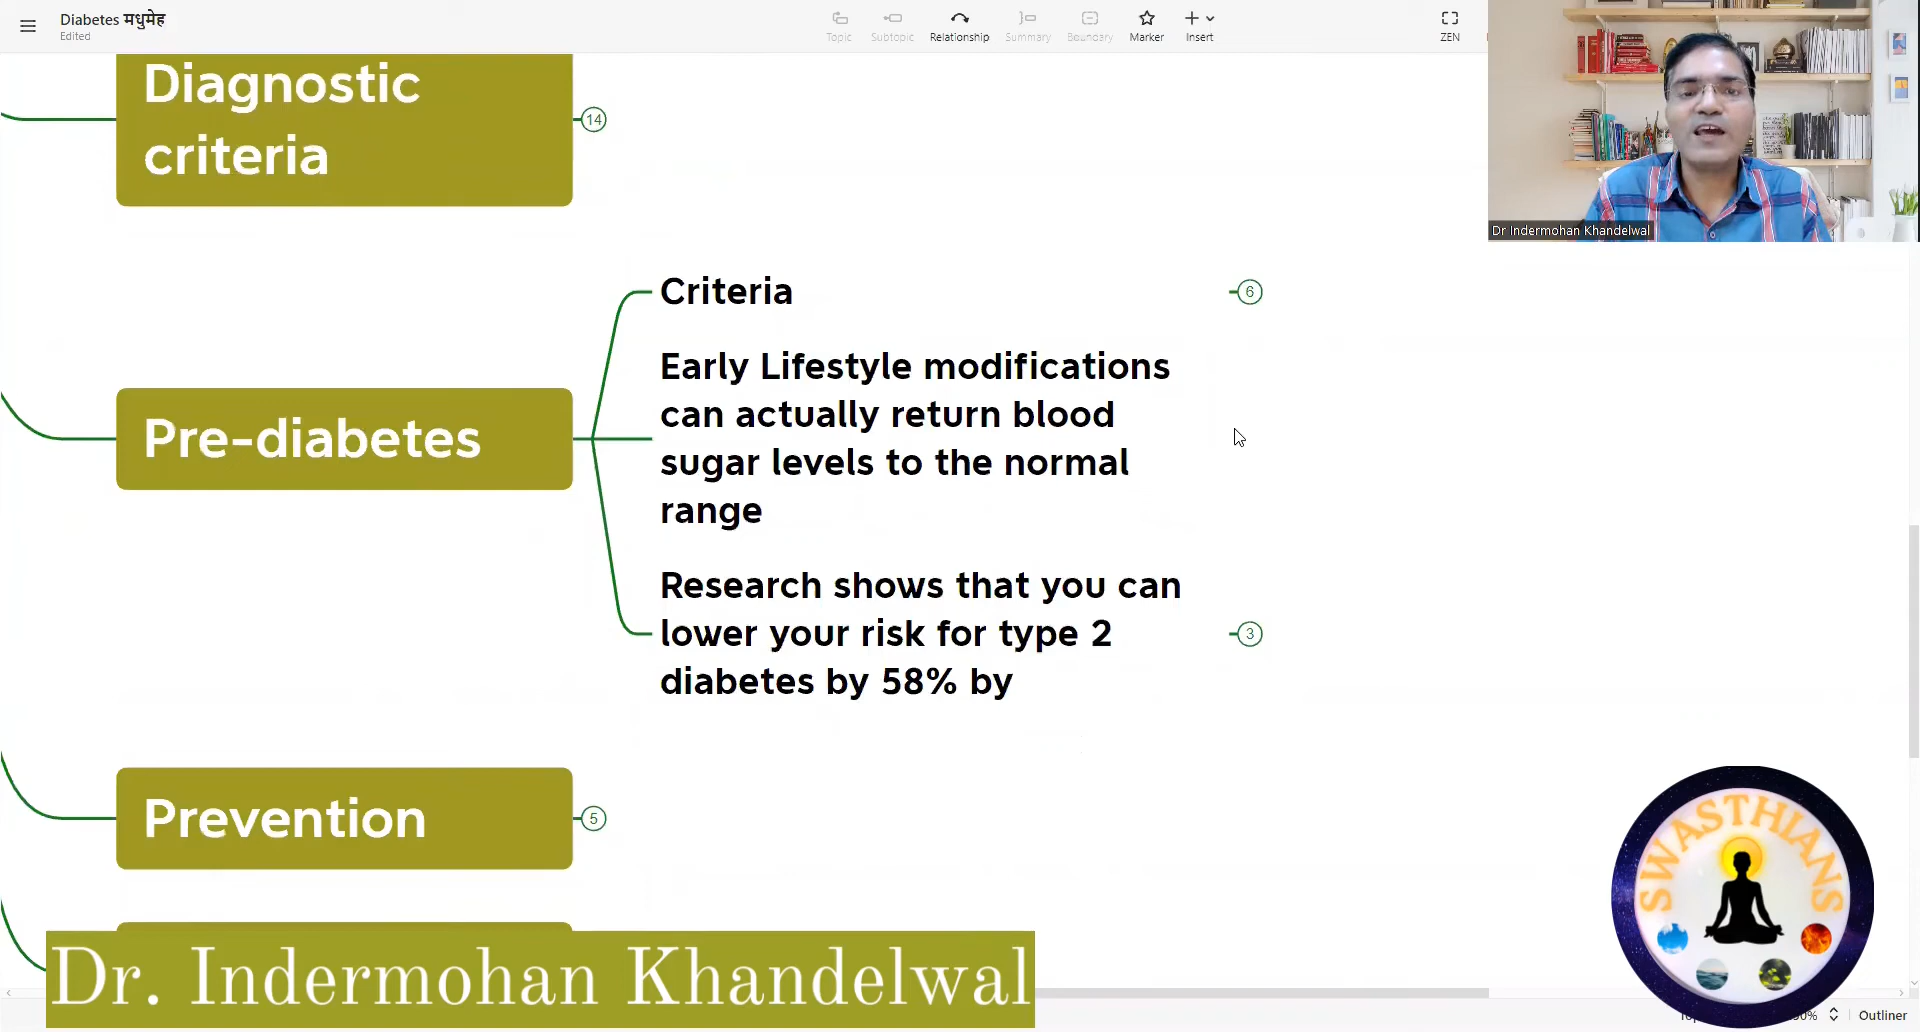 Diabetes मधुमेह
Edited
Topic
Subtopic
Relationship
Summary
Boundary
Marker
Insert
ZEN
Dr Indermohan Khandelwal
Diagnostic
criteria
14
Pre-diabetes
Criteria
6
Early Lifestyle modifications
can actually return blood
sugar levels to the normal
range
Research shows that you can
lower your risk for type 2
diabetes by 58% by
3
Prevention
5
SWASTHIANS
Dr. Indermohan Khandelwal
Outliner